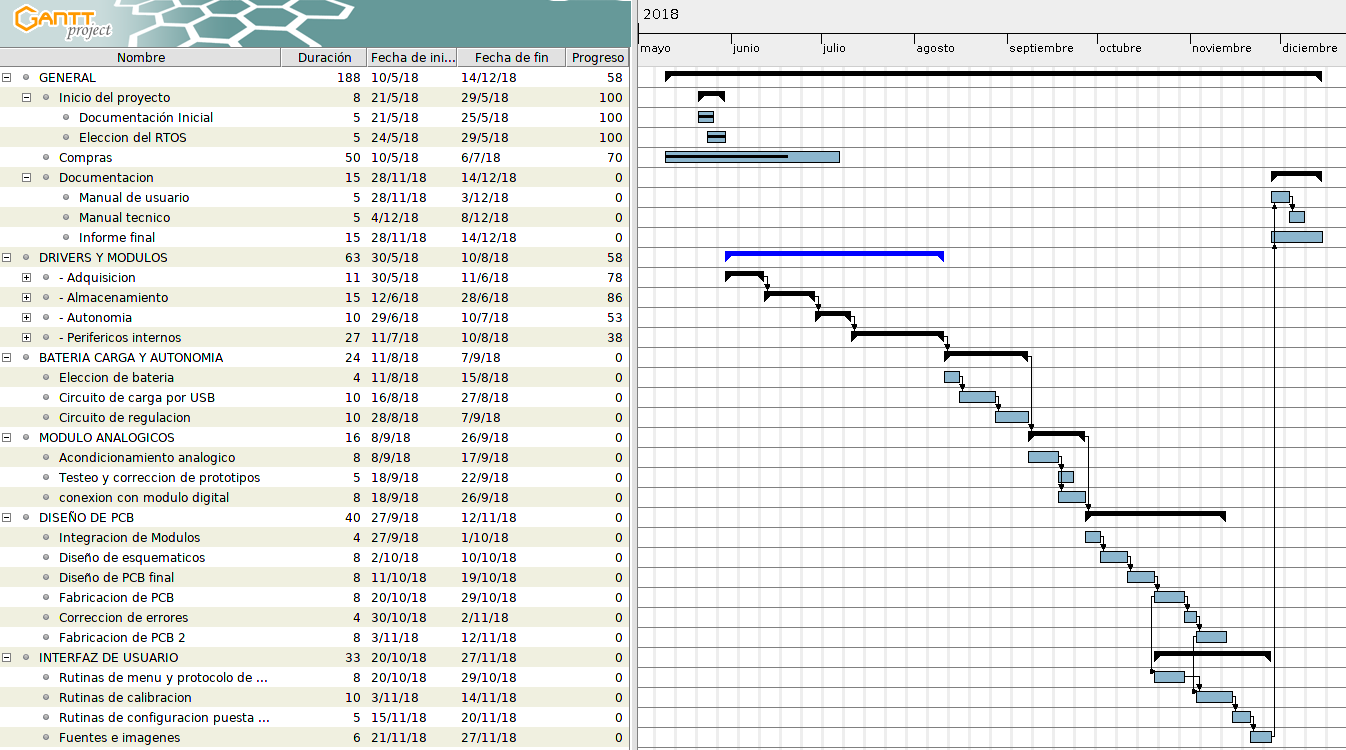 GANTT project
2018
mayo junio julio agosto septiembre octubre noviembre diciembre
Nombre Duración Fecha de ini... Fecha de fin Progreso
GENERAL 188 10/5/18 14/12/18 58
Inicio del proyecto 8 21/5/18 29/5/18 100
Documentación Inicial 5 21/5/18 25/5/18 100
Eleccion del RTOS 5 24/5/18 29/5/18 100
Compras 50 10/5/18 6/7/18 70
Documentacion 15 28/11/18 14/12/18 0
Manual de usuario 5 28/11/18 3/12/18 0
Manual tecnico 5 4/12/18 8/12/18 0
Informe final 15 28/11/18 14/12/18 0
DRIVERS Y MODULOS 63 30/5/18 10/8/18 58
- Adquisicion 11 30/5/18 11/6/18 78
- Almacenamiento 15 12/6/18 28/6/18 86
- Autonomia 10 29/6/18 10/7/18 53
- Perifericos internos 27 11/7/18 10/8/18 38
BATERIA CARGA Y AUTONOMIA 24 11/8/18 7/9/18 0
Eleccion de bateria 4 11/8/18 15/8/18 0
Circuito de carga por USB 10 16/8/18 27/8/18 0
Circuito de regulacion 10 28/8/18 7/9/18 0
MODULO ANALOGICOS 16 8/9/18 26/9/18 0
Acondicionamiento analogico 8 8/9/18 17/9/18 0
Testeo y correccion de prototipos 5 18/9/18 22/9/18 0
conexion con modulo digital 8 18/9/18 26/9/18 0
DISEÑO DE PCB 40 27/9/18 12/11/18 0
Integracion de Modulos 4 27/9/18 1/10/18 0
Diseño de esquematicos 8 2/10/18 10/10/18 0
Diseño de PCB final 8 11/10/18 19/10/18 0
Fabricacion de PCB 8 20/10/18 29/10/18 0
Correccion de errores 4 30/10/18 2/11/18 0
Fabricacion de PCB 2 8 3/11/18 12/11/18 0
INTERFAZ DE USUARIO 33 20/10/18 27/11/18 0
Rutinas de menu y protocolo de ... 8 20/10/18 29/10/18 0
Rutinas de calibracion 10 3/11/18 14/11/18 0
Rutinas de configuracion puesta ... 5 15/11/18 20/11/18 0
Fuentes e imagenes 6 21/11/18 27/11/18 0